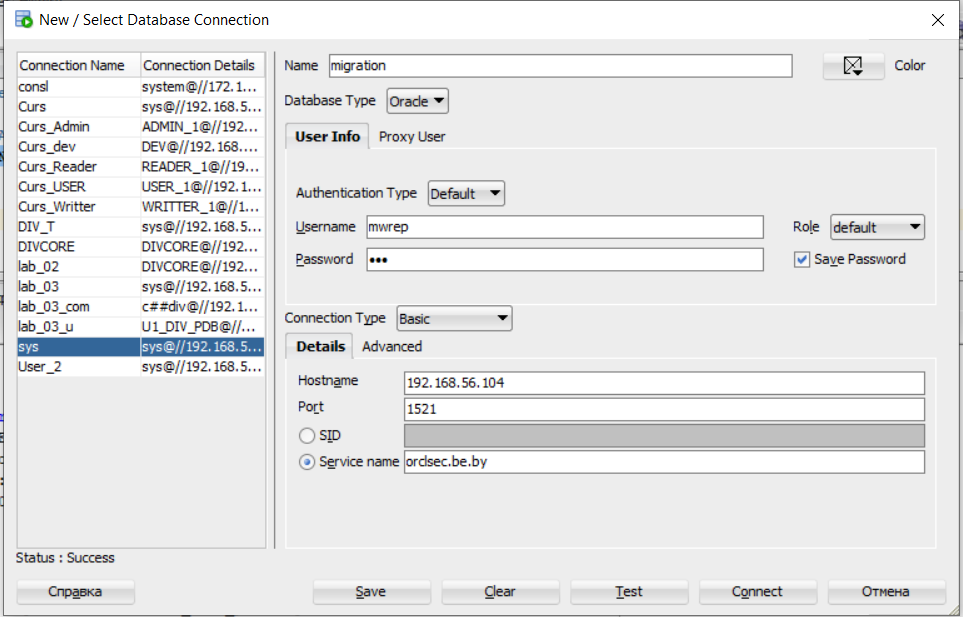 New / Select Database Connection
Connection Name Connection Details
consl system@//172.1...
Curs sys@//192.168.5...
Curs_Admin ADMIN_1@//192...
Curs_dev DEV@//192.168....
Curs_Reader READER_1@//19...
Curs_USER USER_1@//192.1...
Curs_Writter WRITTER_1@//1...
DIV_T sys@//192.168.5...
DIVCORE DIVCORE@//192...
lab_02 DIVCORE@//192...
lab_03 sys@//192.168.5...
lab_03_com c##div@//192.1...
lab_03_u U1_DIV_PDB@//...
sys sys@//192.168.5...
User_2 sys@//192.168.5...
Status : Success
Name migration Color
Database Type Oracle
User Info Proxy User
Authentication Type Default
Username mwrep Role default
Password ●●● Save Password
Connection Type Basic
Details Advanced
Hostname 192.168.56.104
Port 1521
SID
Service name orclsec.be.by
Справка Save Clear Test Connect Отмена